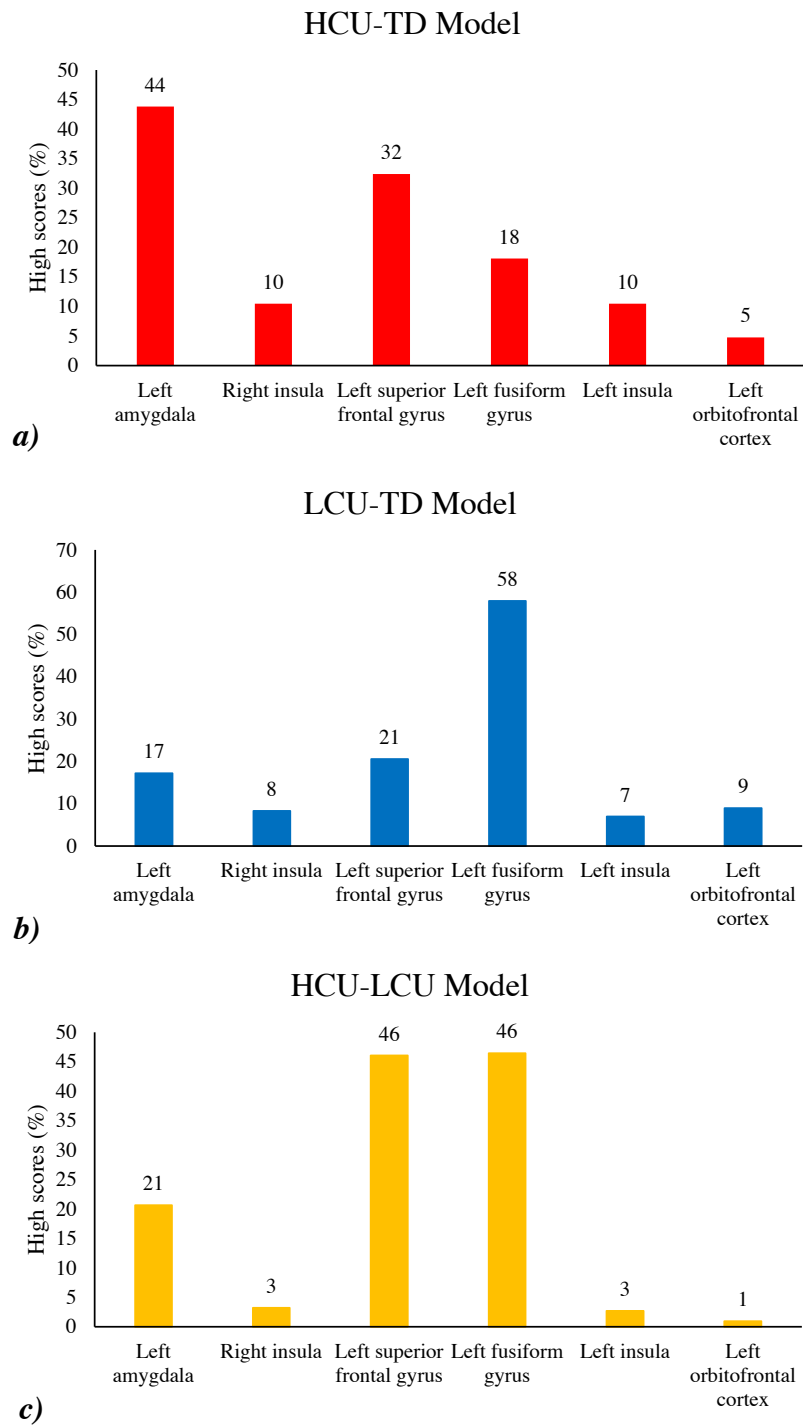 HCU-TD Model
High scores (%)
50
45
40
35
30
25
20
15
10
5
0
44
10
32
18
10
5
Left
amygdala
Right insula
Left superior
frontal gyrus
Left fusiform
gyrus
Left insula
Left
orbitofrontal
cortex
a)
LCU-TD Model
High scores (%)
70
60
50
40
30
20
10
0
17
8
21
58
7
9
Left
amygdala
Right insula
Left superior
frontal gyrus
Left fusiform
gyrus
Left insula
Left
orbitofrontal
cortex
b)
HCU-LCU Model
High scores (%)
50
45
40
35
30
25
20
15
10
5
0
21
3
46
46
3
1
Left
amygdala
Right insula
Left superior
frontal gyrus
Left fusiform
gyrus
Left insula
Left
orbitofrontal
cortex
c)